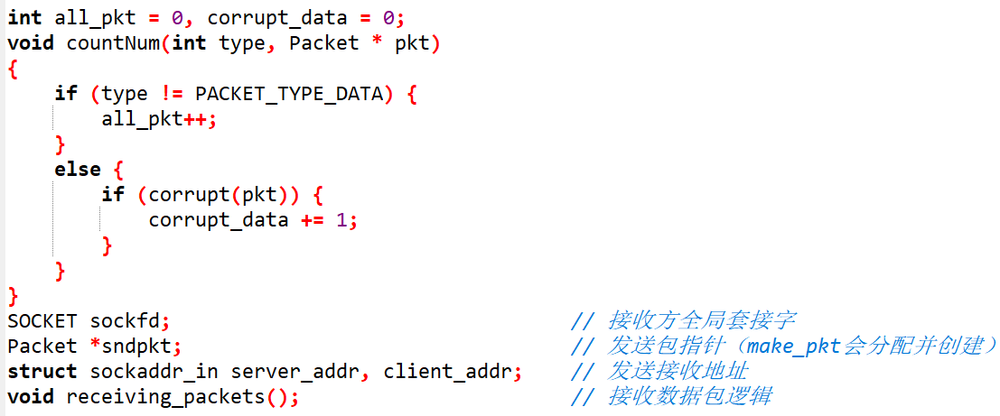 int all_pkt = 0, corrupt_data = 0;
void countNum(int type, Packet * pkt)
{
    if (type != PACKET_TYPE_DATA) {
        all_pkt++;
    }
    else {
        if (corrupt(pkt)) {
            corrupt_data += 1;
        }
    }
}
SOCKET sockfd;                                  // 接收方全局套接字
Packet *sndpkt;                                 // 发送包指针（make_pkt会分配并创建）
struct sockaddr_in server_addr, client_addr;    // 发送接收地址
void receiving_packets();                       // 接收数据包逻辑